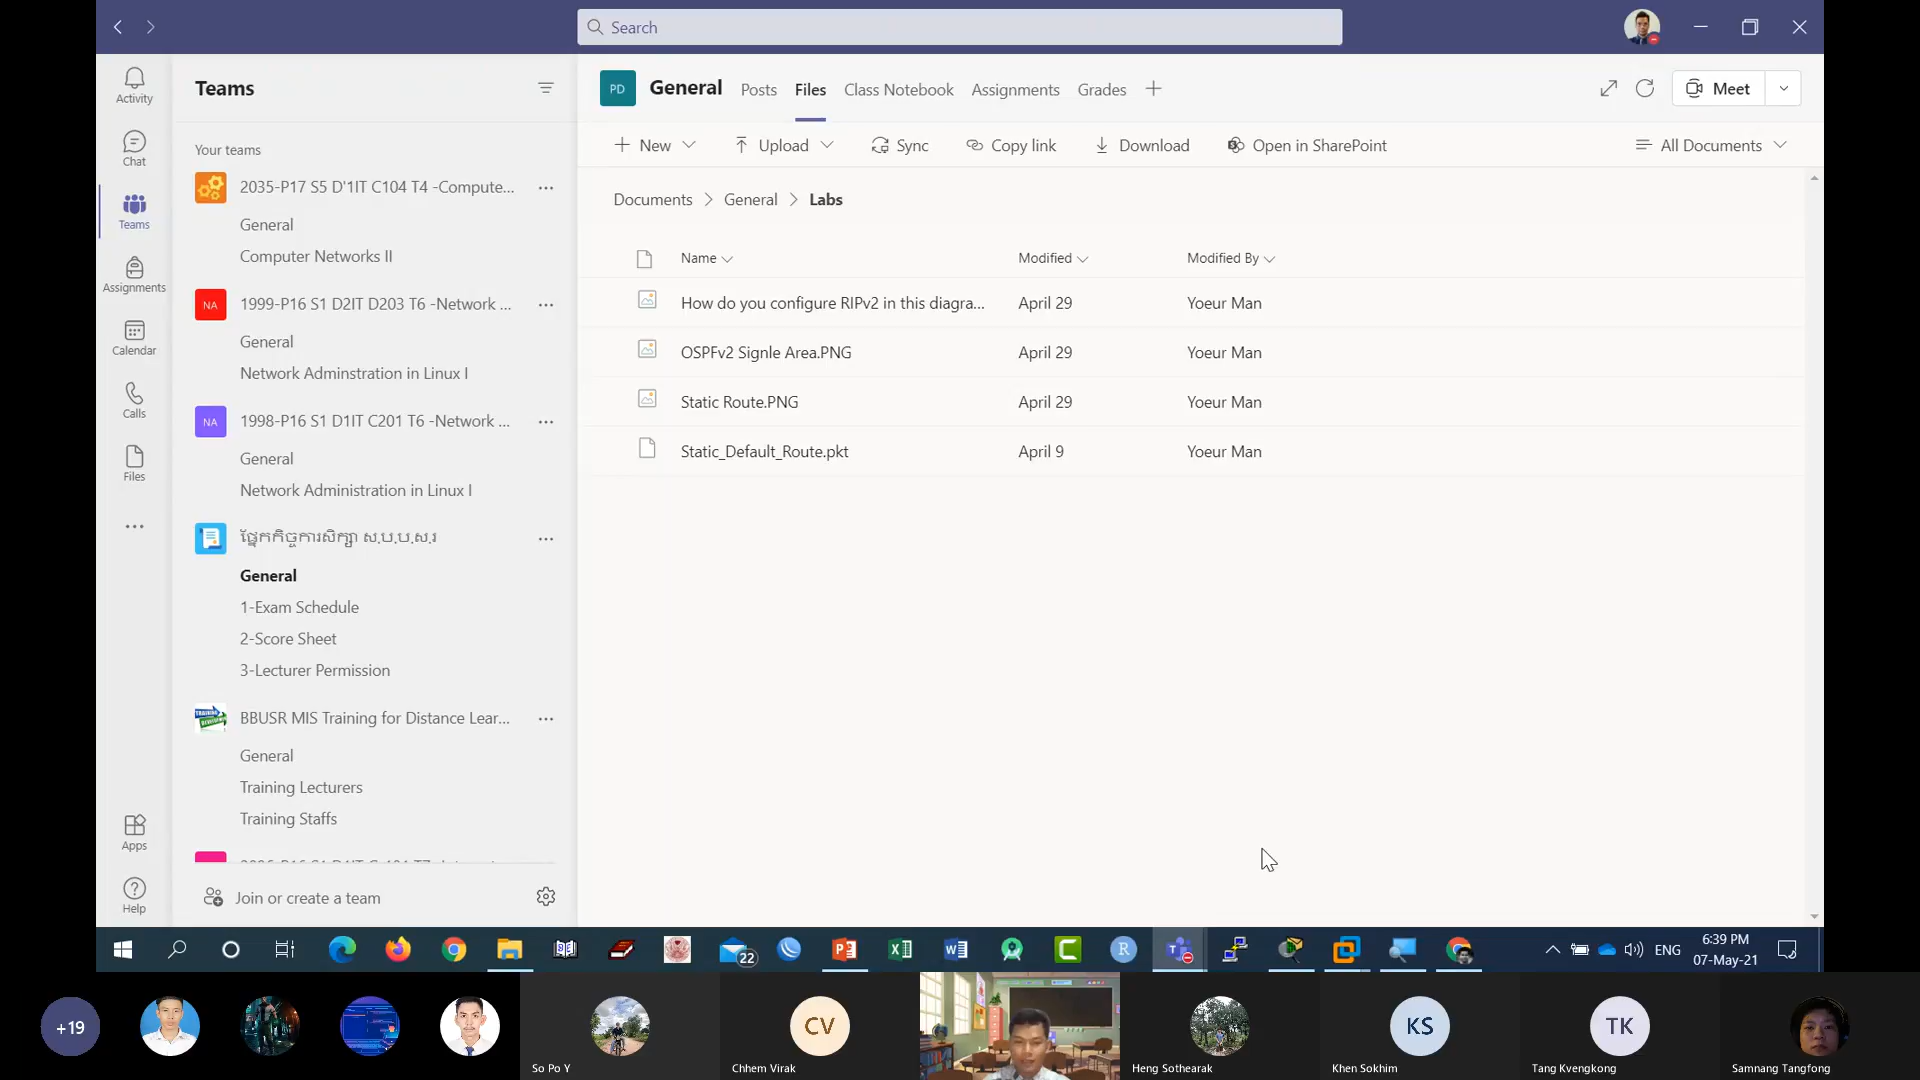 Search
Activity
Chat
Teams
Assignments
Calendar
Calls
Files
Apps
Help
Teams
Your teams
2035-P17 S5 D'1IT C104 T4 -Compute...
General
Computer Networks II
NA
1999-P16 S1 D2IT D203 T6 -Network ...
General
Network Adminstration in Linux I
NA
1998-P16 S1 D1IT C201 T6 -Network ...
General
Network Administration in Linux I
ផ្នែកកិច្ចការសិក្សា ស.ប.ប.ស.រ
General
1-Exam Schedule
2-Score Sheet
3-Lecturer Permission
BBUSR MIS Training for Distance Lear...
General
Training Lecturers
Training Staffs
Join or create a team
PD
General Posts Files Class Notebook Assignments Grades
Meet
New Upload Sync Copy link Download Open in SharePoint All Documents
Documents > General > Labs
Name Modified Modified By
How do you configure RIPv2 in this diagra... April 29 Yoeur Man
OSPFv2 Signle Area.PNG April 29 Yoeur Man
Static Route.PNG April 29 Yoeur Man
Static_Default_Route.pkt April 9 Yoeur Man
22
ENG
6:39 PM
07-May-21
+19
So Po Y
CV
Chhem Virak
Heng Sothearak
KS
Khen Sokhim
TK
Tang Kvengkong
Samnang Tangfong